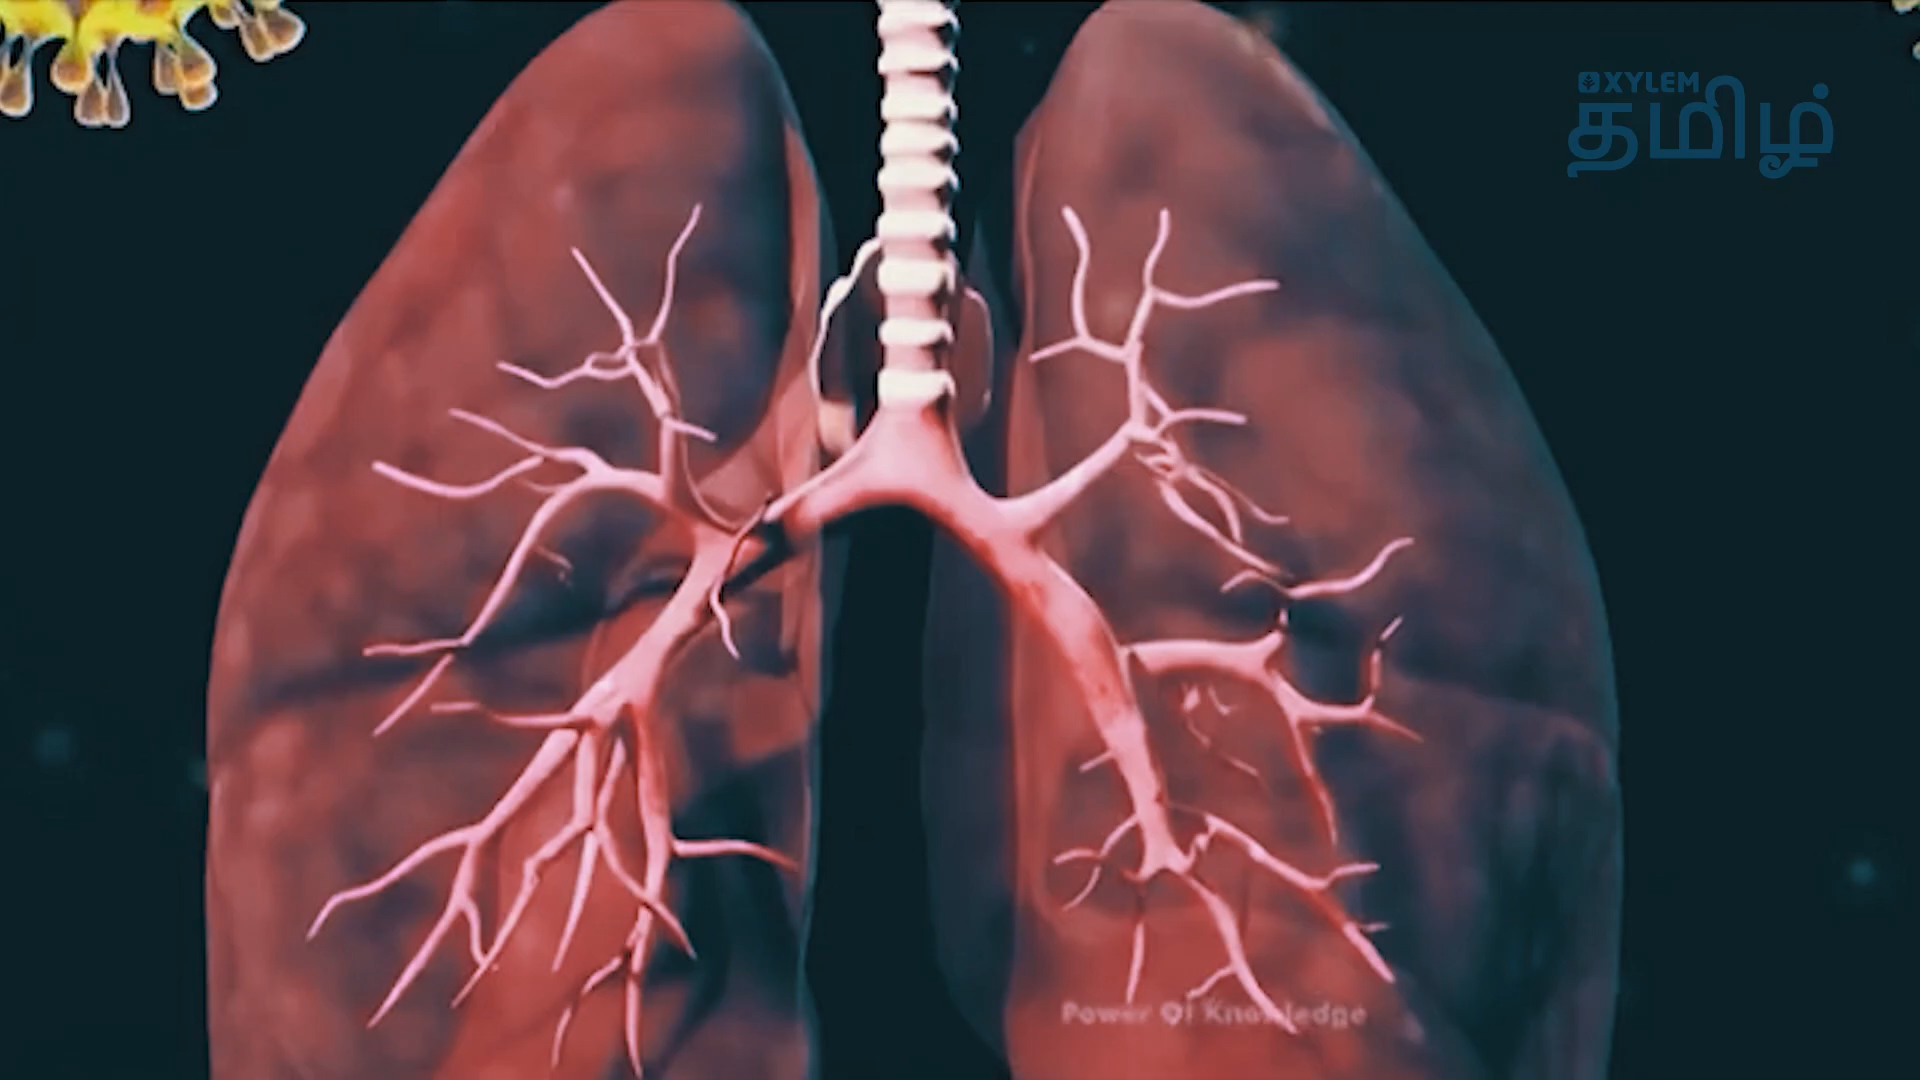 XYLEM
தமிழ்
Power Of Knowledge